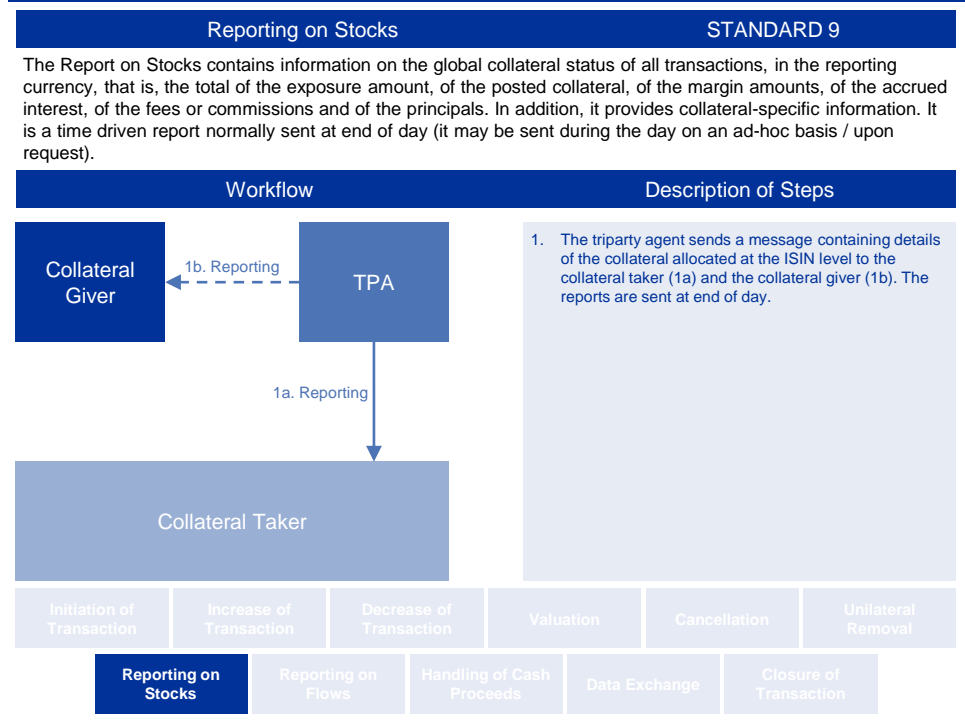 Reporting on Stocks
STANDARD 9
The Report on Stocks contains information on the global collateral status of all transactions, in the reporting
currency, that is, the total of the exposure amount, of the posted collateral, of the margin amounts, of the accrued
interest, of the fees or commissions and of the principals. In addition, it provides collateral-specific information. It
is a time driven report normally sent at end of day (it may be sent during the day on an ad-hoc basis / upon
request).
Workflow
Description of Steps
Collateral
Giver
1b. Reporting
TPA
1a. Reporting
Collateral Taker
1. The triparty agent sends a message containing details
of the collateral allocated at the ISIN level to the
collateral taker (1a) and the collateral giver (1b). The
reports are sent at end of day.
Initiation of
Transaction
Increase of
Transaction
Decrease of
Transaction
Valuation
Cancellation
Unilateral
Removal
Reporting on
Stocks
Reporting on
Flows
Handling of Cash
Proceeds
Data Exchange
Closure of
Transaction